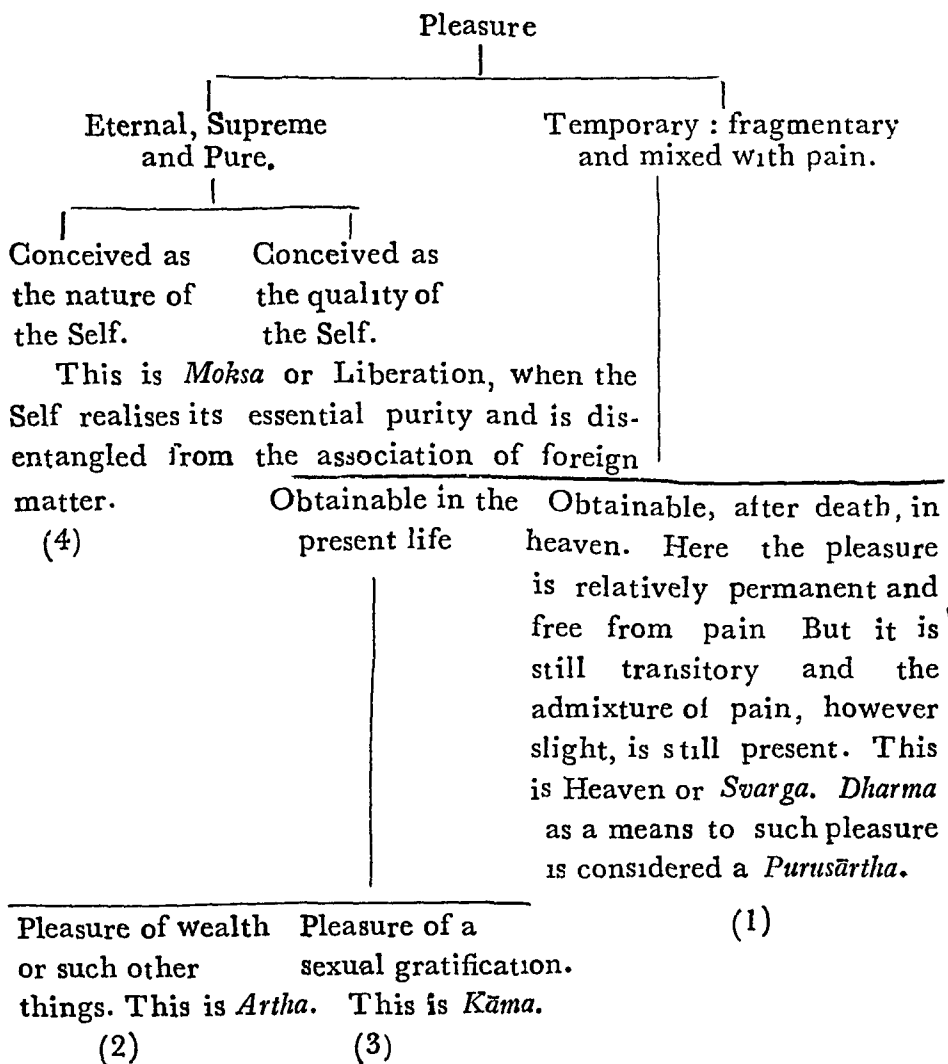 Pleasure
Eternal, Supreme
and Pure.
Temporary : fragmentary
and mixed with pain.
Conceived as
the nature of
the Self.
Conceived as
the quality of
the Self.
This is Moksa or Liberation, when the
Self realises its essential purity and is dis-
entangled from the association of foreign
matter.
(4)
Obtainable in the
present life
Obtainable, after death, in
heaven. Here the pleasure
is relatively permanent and
free from pain But it is
still transitory and the
admixture of pain, however
slight, is still present. This
is Heaven or Svarga. Dharma
as a means to such pleasure
is considered a Purusārtha.
(1)
Pleasure of wealth
or such other
things. This is Artha.
(2)
Pleasure of a
sexual gratification.
This is Kāma.
(3)